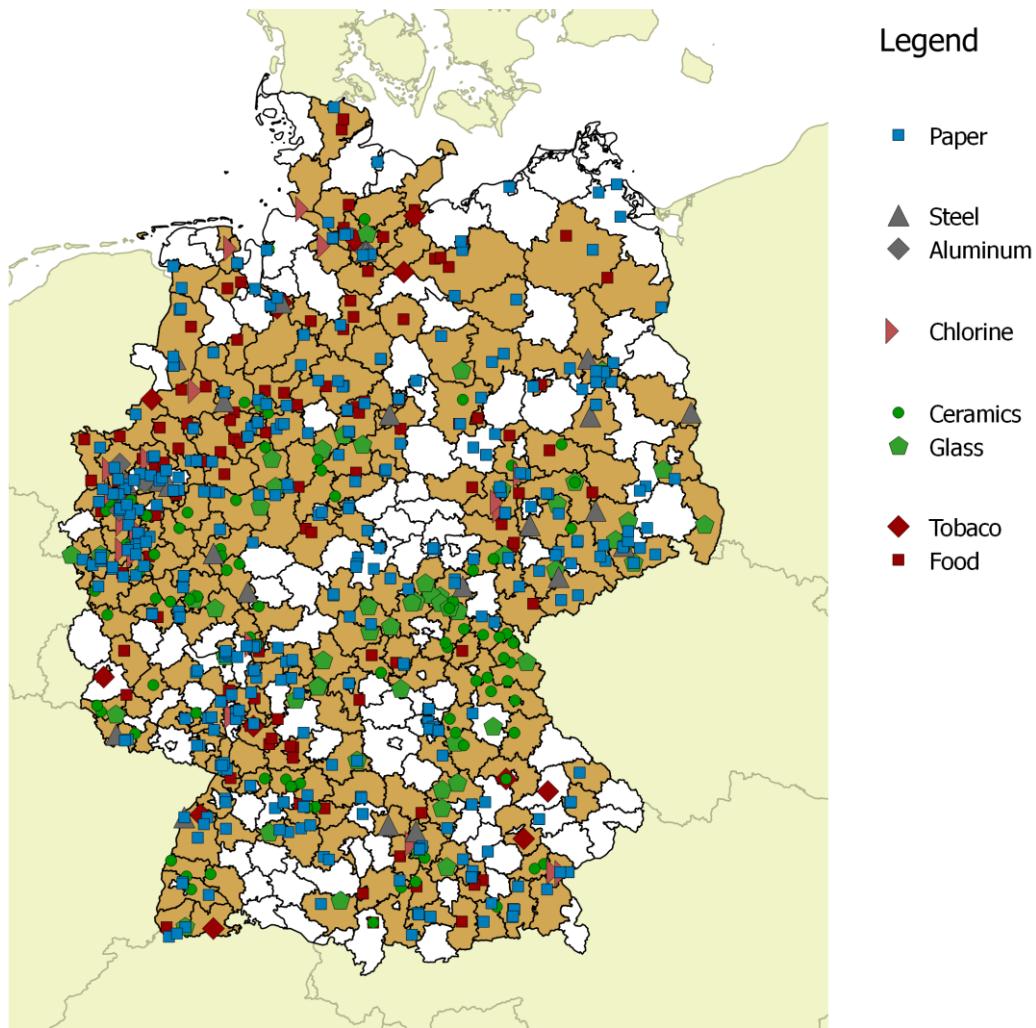 Legend
Paper
Steel
Aluminum
Chlorine
Ceramics
Glass
Tobaco
Food